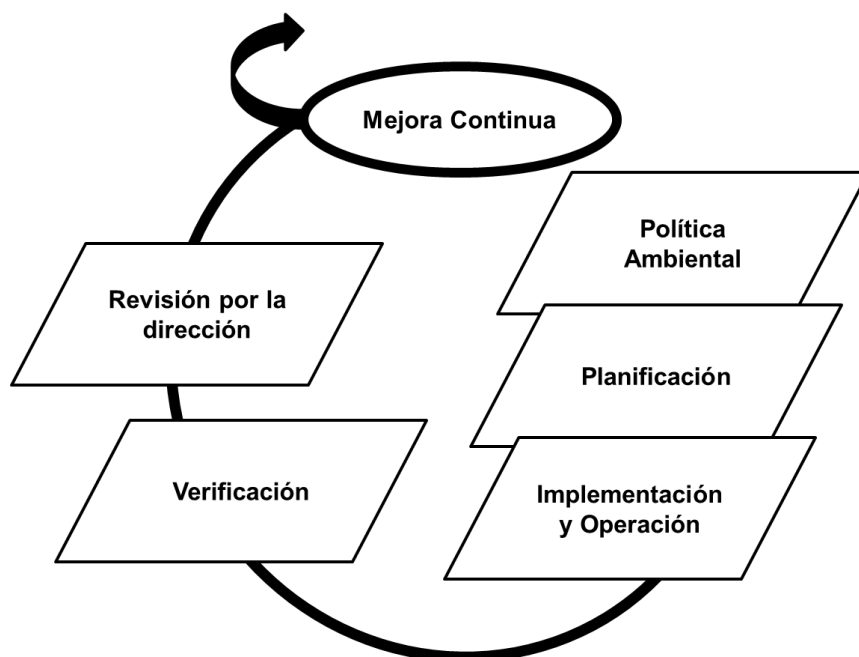 Mejora Continua
Política
Ambiental
Planificación
Implementación
y Operación
Verificación
Revisión por la
dirección